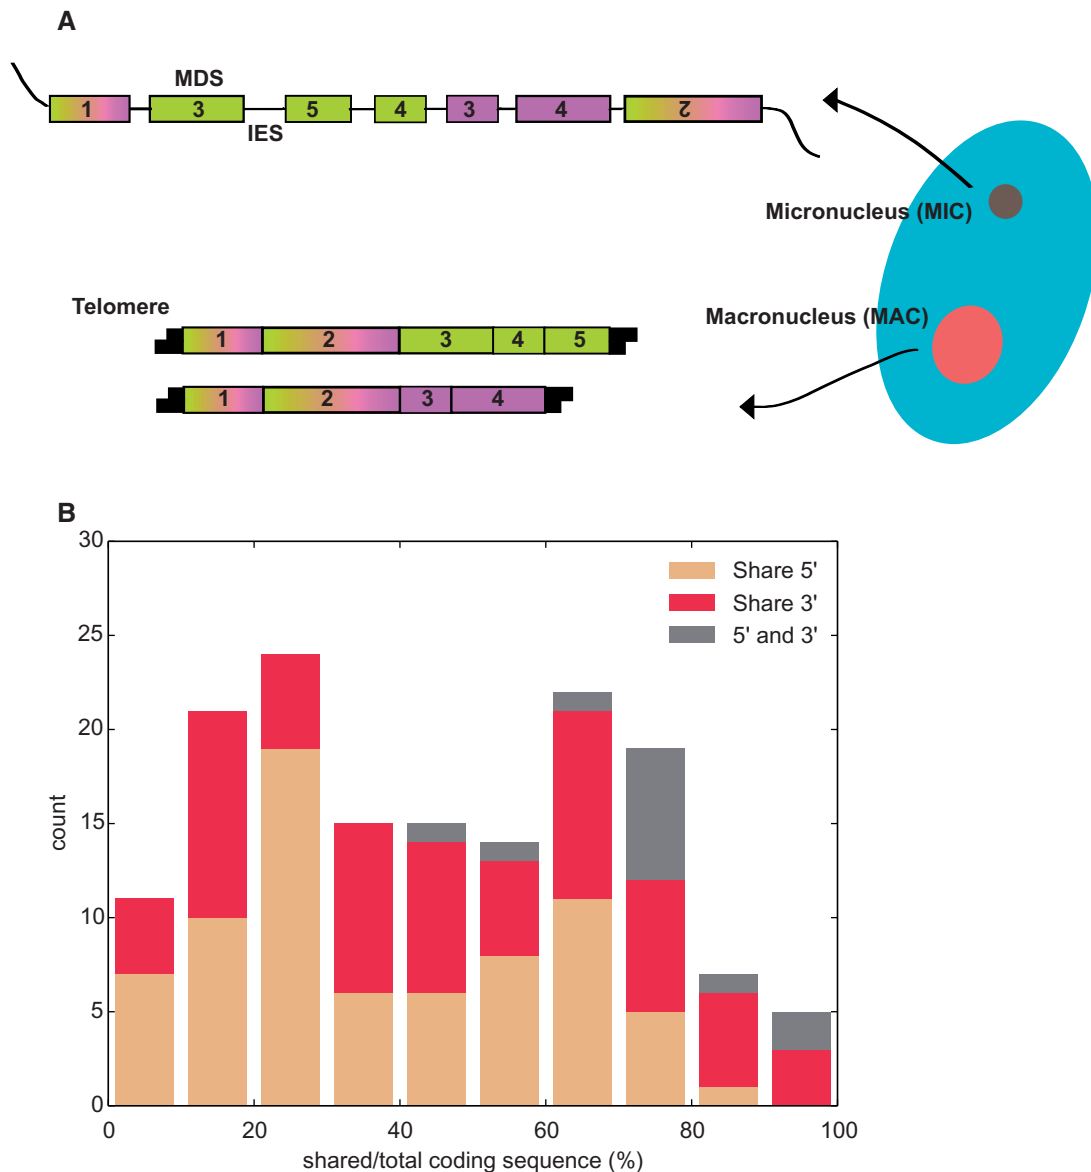 A
MDS
1 3 5 4 3 4 2
IES
Micronucleus (MIC)
Telomere
Macronucleus (MAC)
1 2 3 4 5
1 2 3 4
B
30
25
20
15
10
5
0
count
Share 5'
Share 3'
5' and 3'
0 20 40 60 80 100
shared/total coding sequence (%)